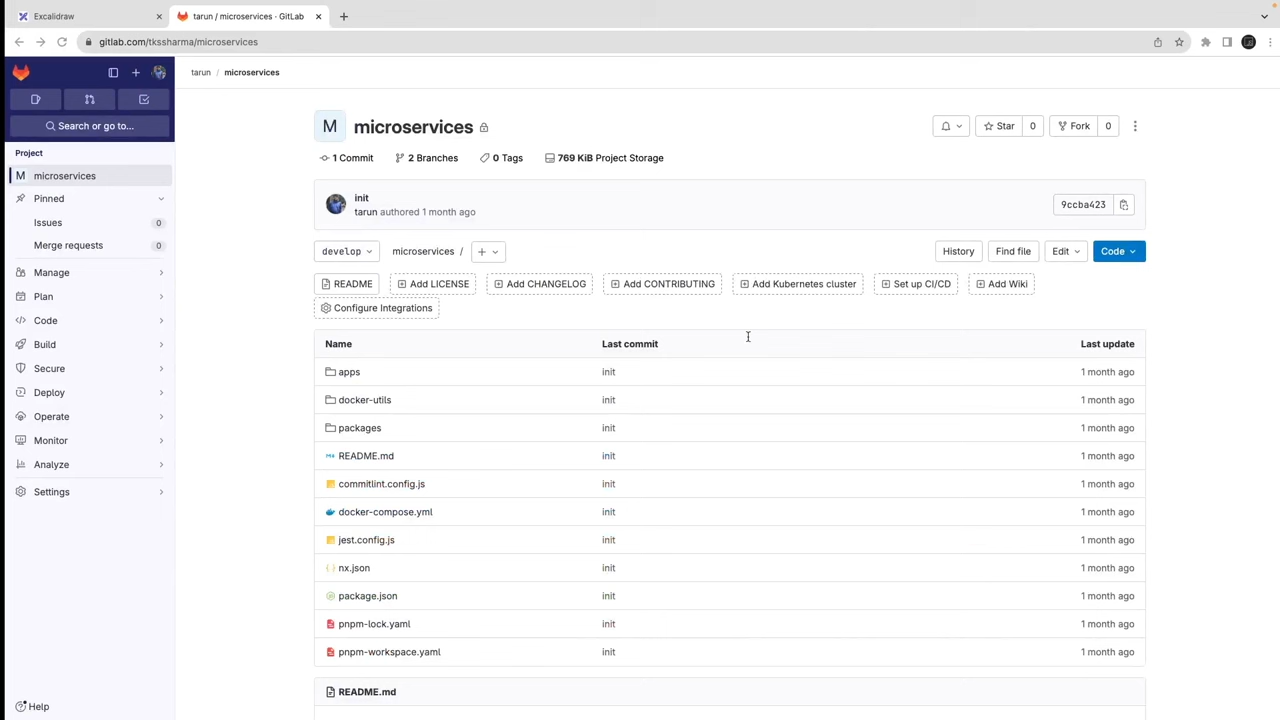 Excalidraw
tarun / microservices · GitLab
gitlab.com/tkssharma/microservices
tarun / microservices
Search or go to...
Project
M microservices
Pinned
Issues 0
Merge requests 0
Manage
Plan
Code
Build
Secure
Deploy
Operate
Monitor
Analyze
Settings
Help
M microservices
Star 0
Fork 0
1 Commit 2 Branches 0 Tags 769 KiB Project Storage
init
tarun authored 1 month ago
9ccba423
develop microservices / +
History Find file Edit Code
README Add LICENSE Add CHANGELOG Add CONTRIBUTING Add Kubernetes cluster Set up CI/CD Add Wiki
Configure Integrations
Name Last commit Last update
apps init 1 month ago
docker-utils init 1 month ago
packages init 1 month ago
README.md init 1 month ago
commitlint.config.js init 1 month ago
docker-compose.yml init 1 month ago
jest.config.js init 1 month ago
nx.json init 1 month ago
package.json init 1 month ago
pnpm-lock.yaml init 1 month ago
pnpm-workspace.yaml init 1 month ago
README.md